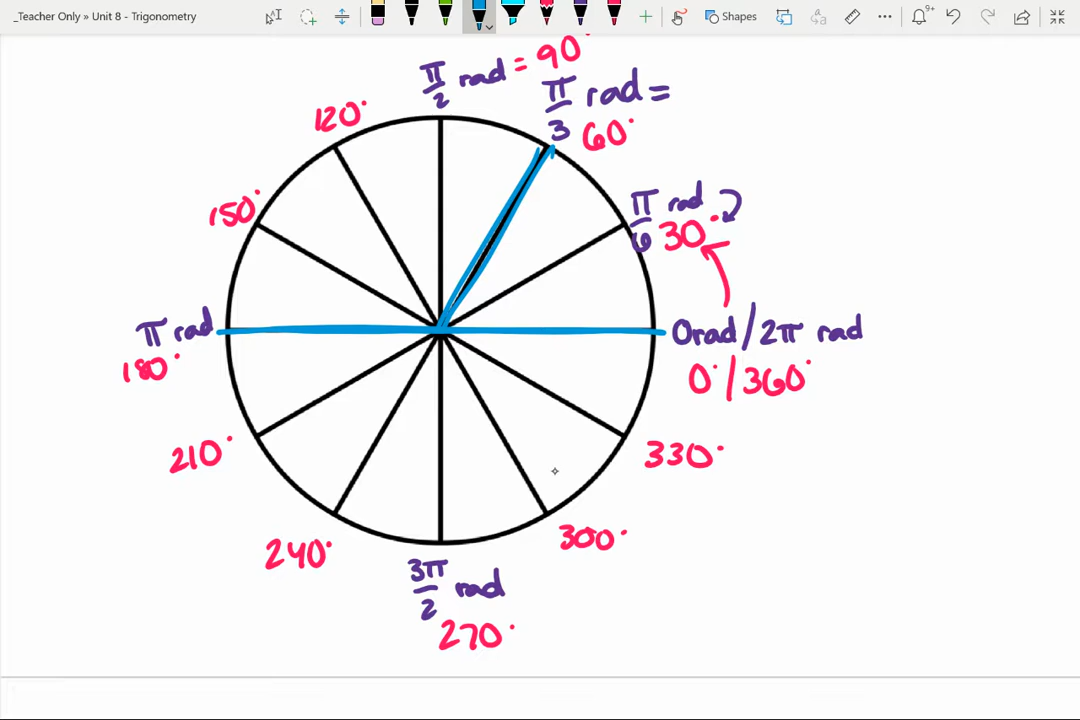 _Teacher Only » Unit 8 - Trigonometry
Shapes
9+
π/2 rad = 90°
π/3 rad =
60°
120°
π/6 rad
30°
150°
π rad
0rad/2π rad
180°
0°/360°
210°
330°
240°
300°
3π/2 rad
270°